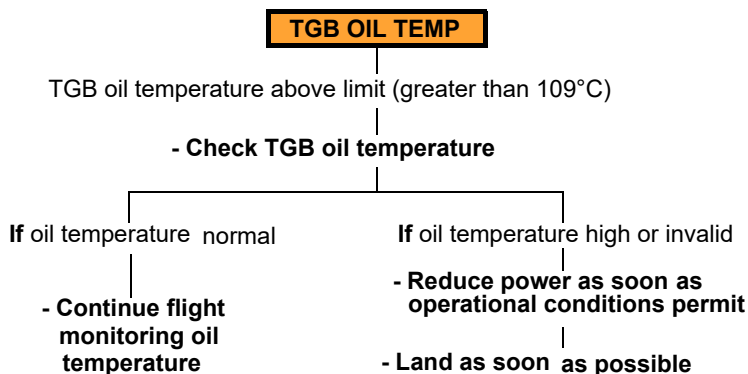 TGB OIL TEMP
TGB oil temperature above limit (greater than 109°C)
- Check TGB oil temperature
If oil temperature normal
- Continue flight
monitoring oil
temperature
If oil temperature high or invalid
- Reduce power as soon as
operational conditions permit
- Land as soon as possible